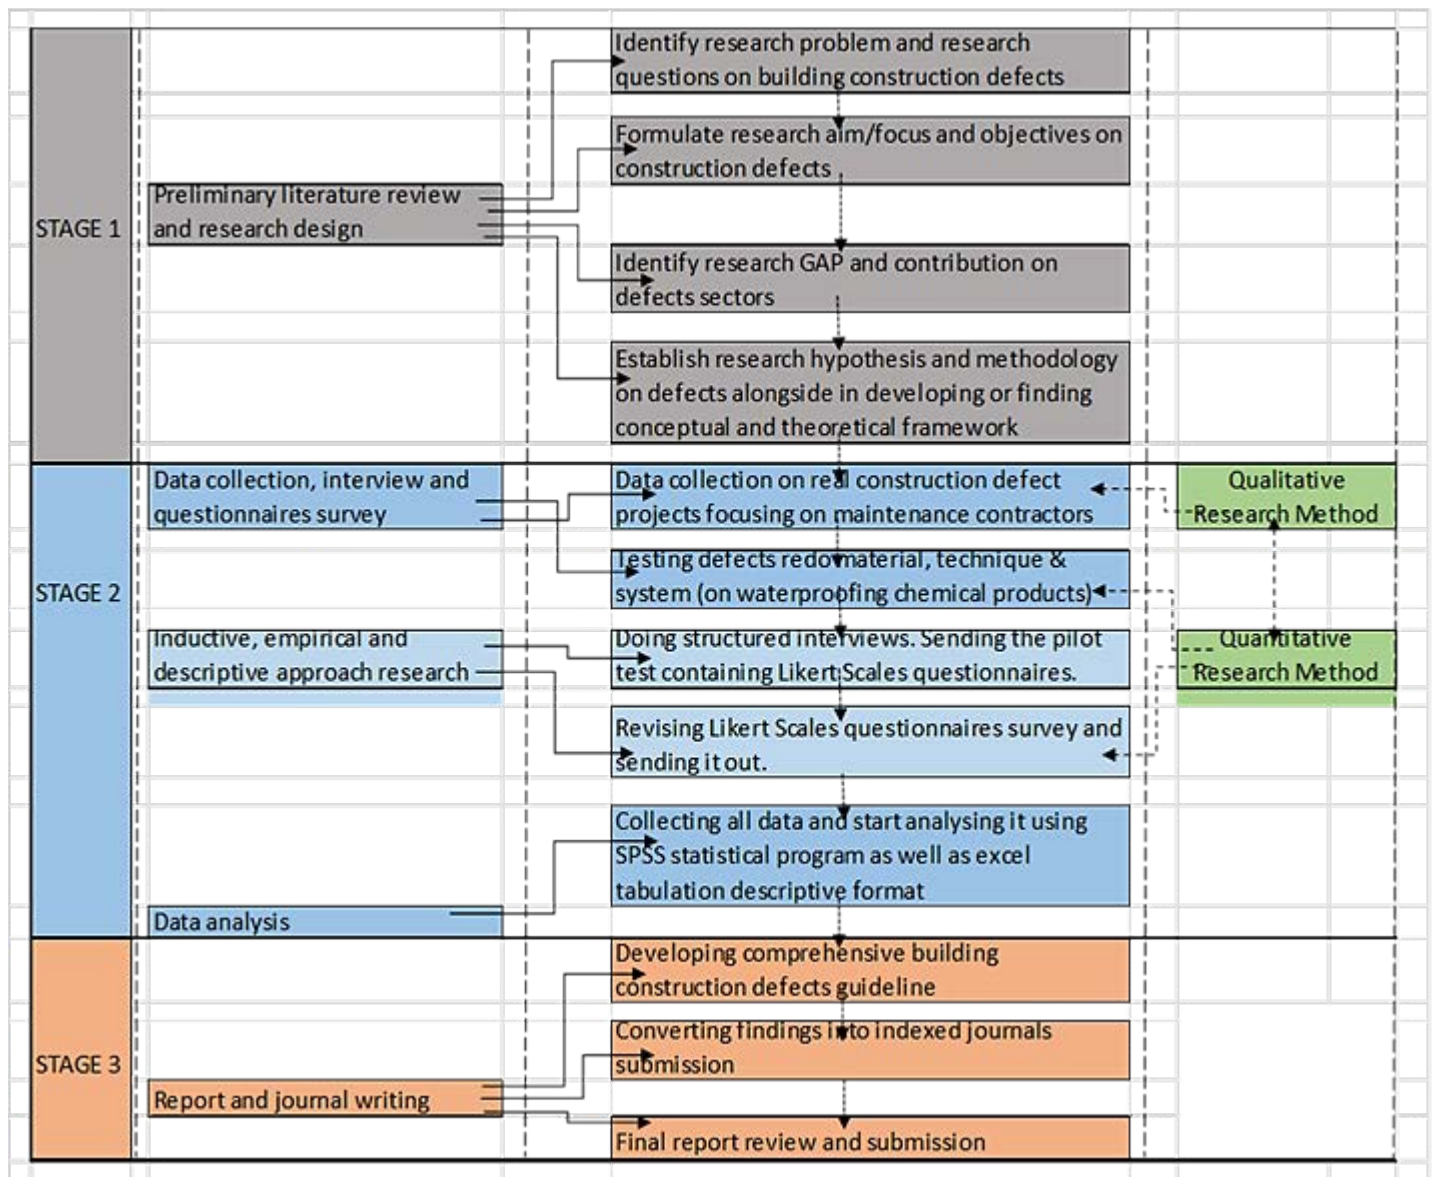 Identify research problem and research
questions on building construction defects
Formulate research aim/focus and objectives on
construction defects
STAGE 1
Preliminary literature review
and research design
Identify research GAP and contribution on
defects sectors
Establish research hypothesis and methodology
on defects alongside in developing or finding
conceptual and theoretical framework
STAGE 2
Data collection, interview and
questionnaires survey
Data collection on real construction defect
projects focusing on maintenance contractors
Qualitative
Research Method
Testing defects redo material, technique &
system (on waterproofing chemical products)
Inductive, empirical and
descriptive approach research
Doing structured interviews. Sending the pilot
test containing Likert Scales questionnaires.
Quantitative
Research Method
Revising Likert Scales questionnaires survey and
sending it out.
Collecting all data and start analysing it using
SPSS statistical program as well as excel
tabulation descriptive format
Data analysis
STAGE 3
Developing comprehensive building
construction defects guideline
Converting findings into indexed journals
submission
Report and journal writing
Final report review and submission